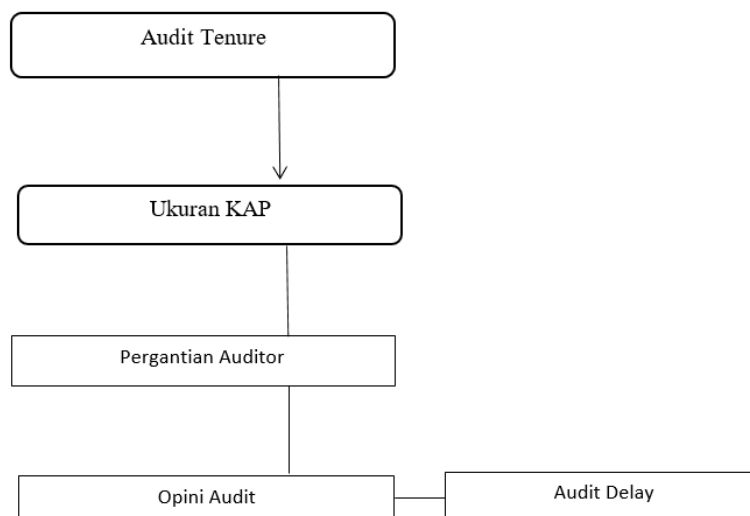 Audit Tenure
Ukuran KAP
Pergantian Auditor
Opini Audit
Audit Delay